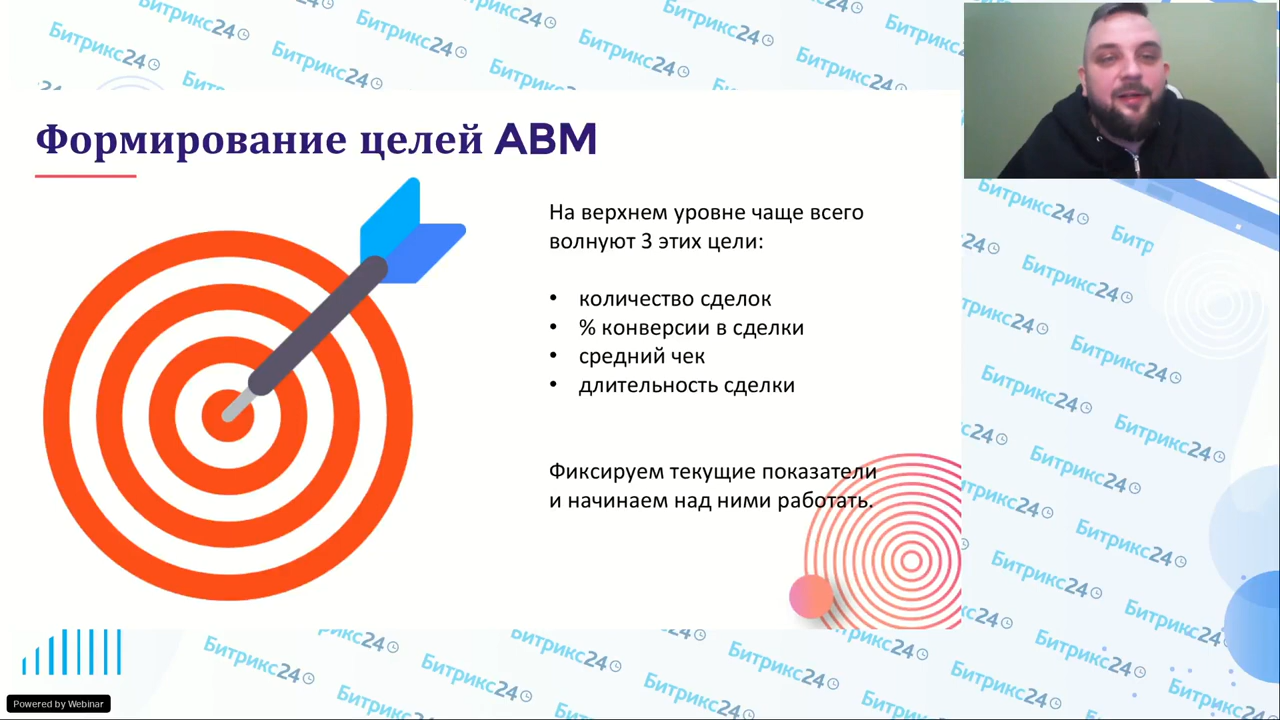 Формирование целей ABM
На верхнем уровне чаще всего
волнуют 3 этих цели:
• количество сделок
• % конверсии в сделки
• средний чек
• длительность сделки
Фиксируем текущие показатели
и начинаем над ними работать.
Битрикс24
Powered by Webinar